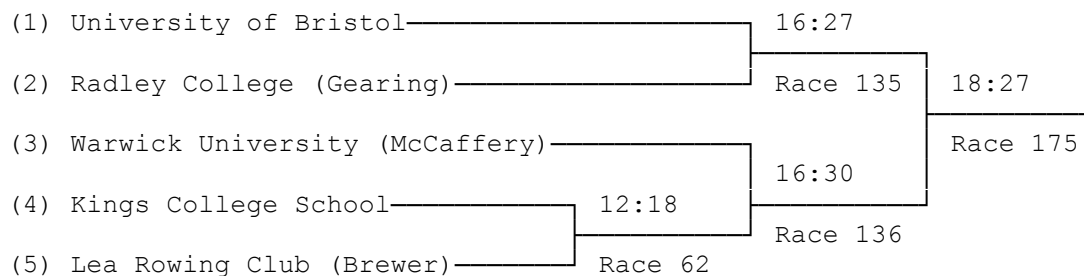 (1) University of Bristol 16:27
(2) Radley College (Gearing) Race 135 18:27
(3) Warwick University (McCaffery) Race 175
16:30
(4) Kings College School 12:18
Race 136
(5) Lea Rowing Club (Brewer) Race 62